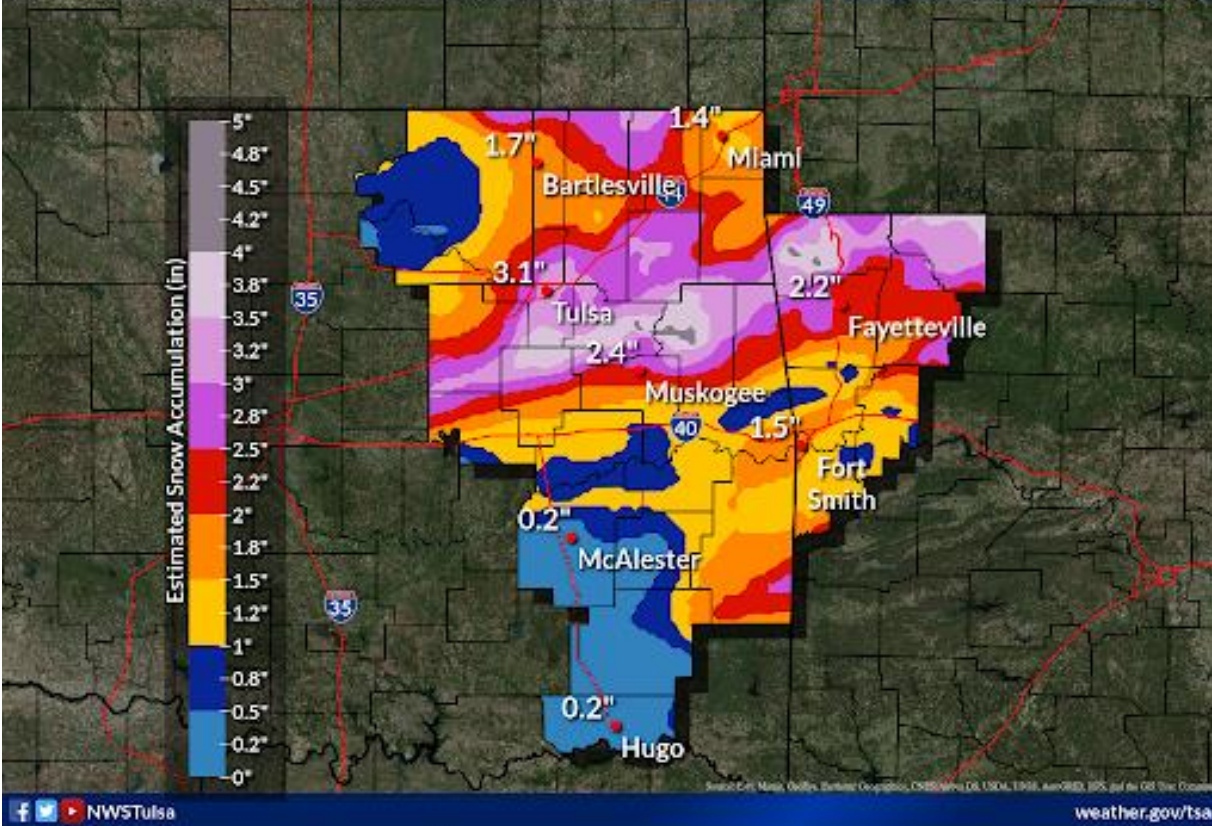 5"
4.8"
4.5"
4.2"
4"
3.8"
3.5"
3.2"
3"
2.8"
2.5"
2.2"
2"
1.8"
1.5"
1.2"
1"
0.8"
0.5"
0.2"
0"
Estimated Snow Accumulation (in)
1.4"
Miami
1.7"
Bartlesville
44
49
3.1"
Tulsa
35
2.2"
Fayetteville
2.4"
Muskogee
40
1.5"
Fort
Smith
0.2"
McAlester
35
0.2"
Hugo
NWSTulsa
weather.gov/tsa